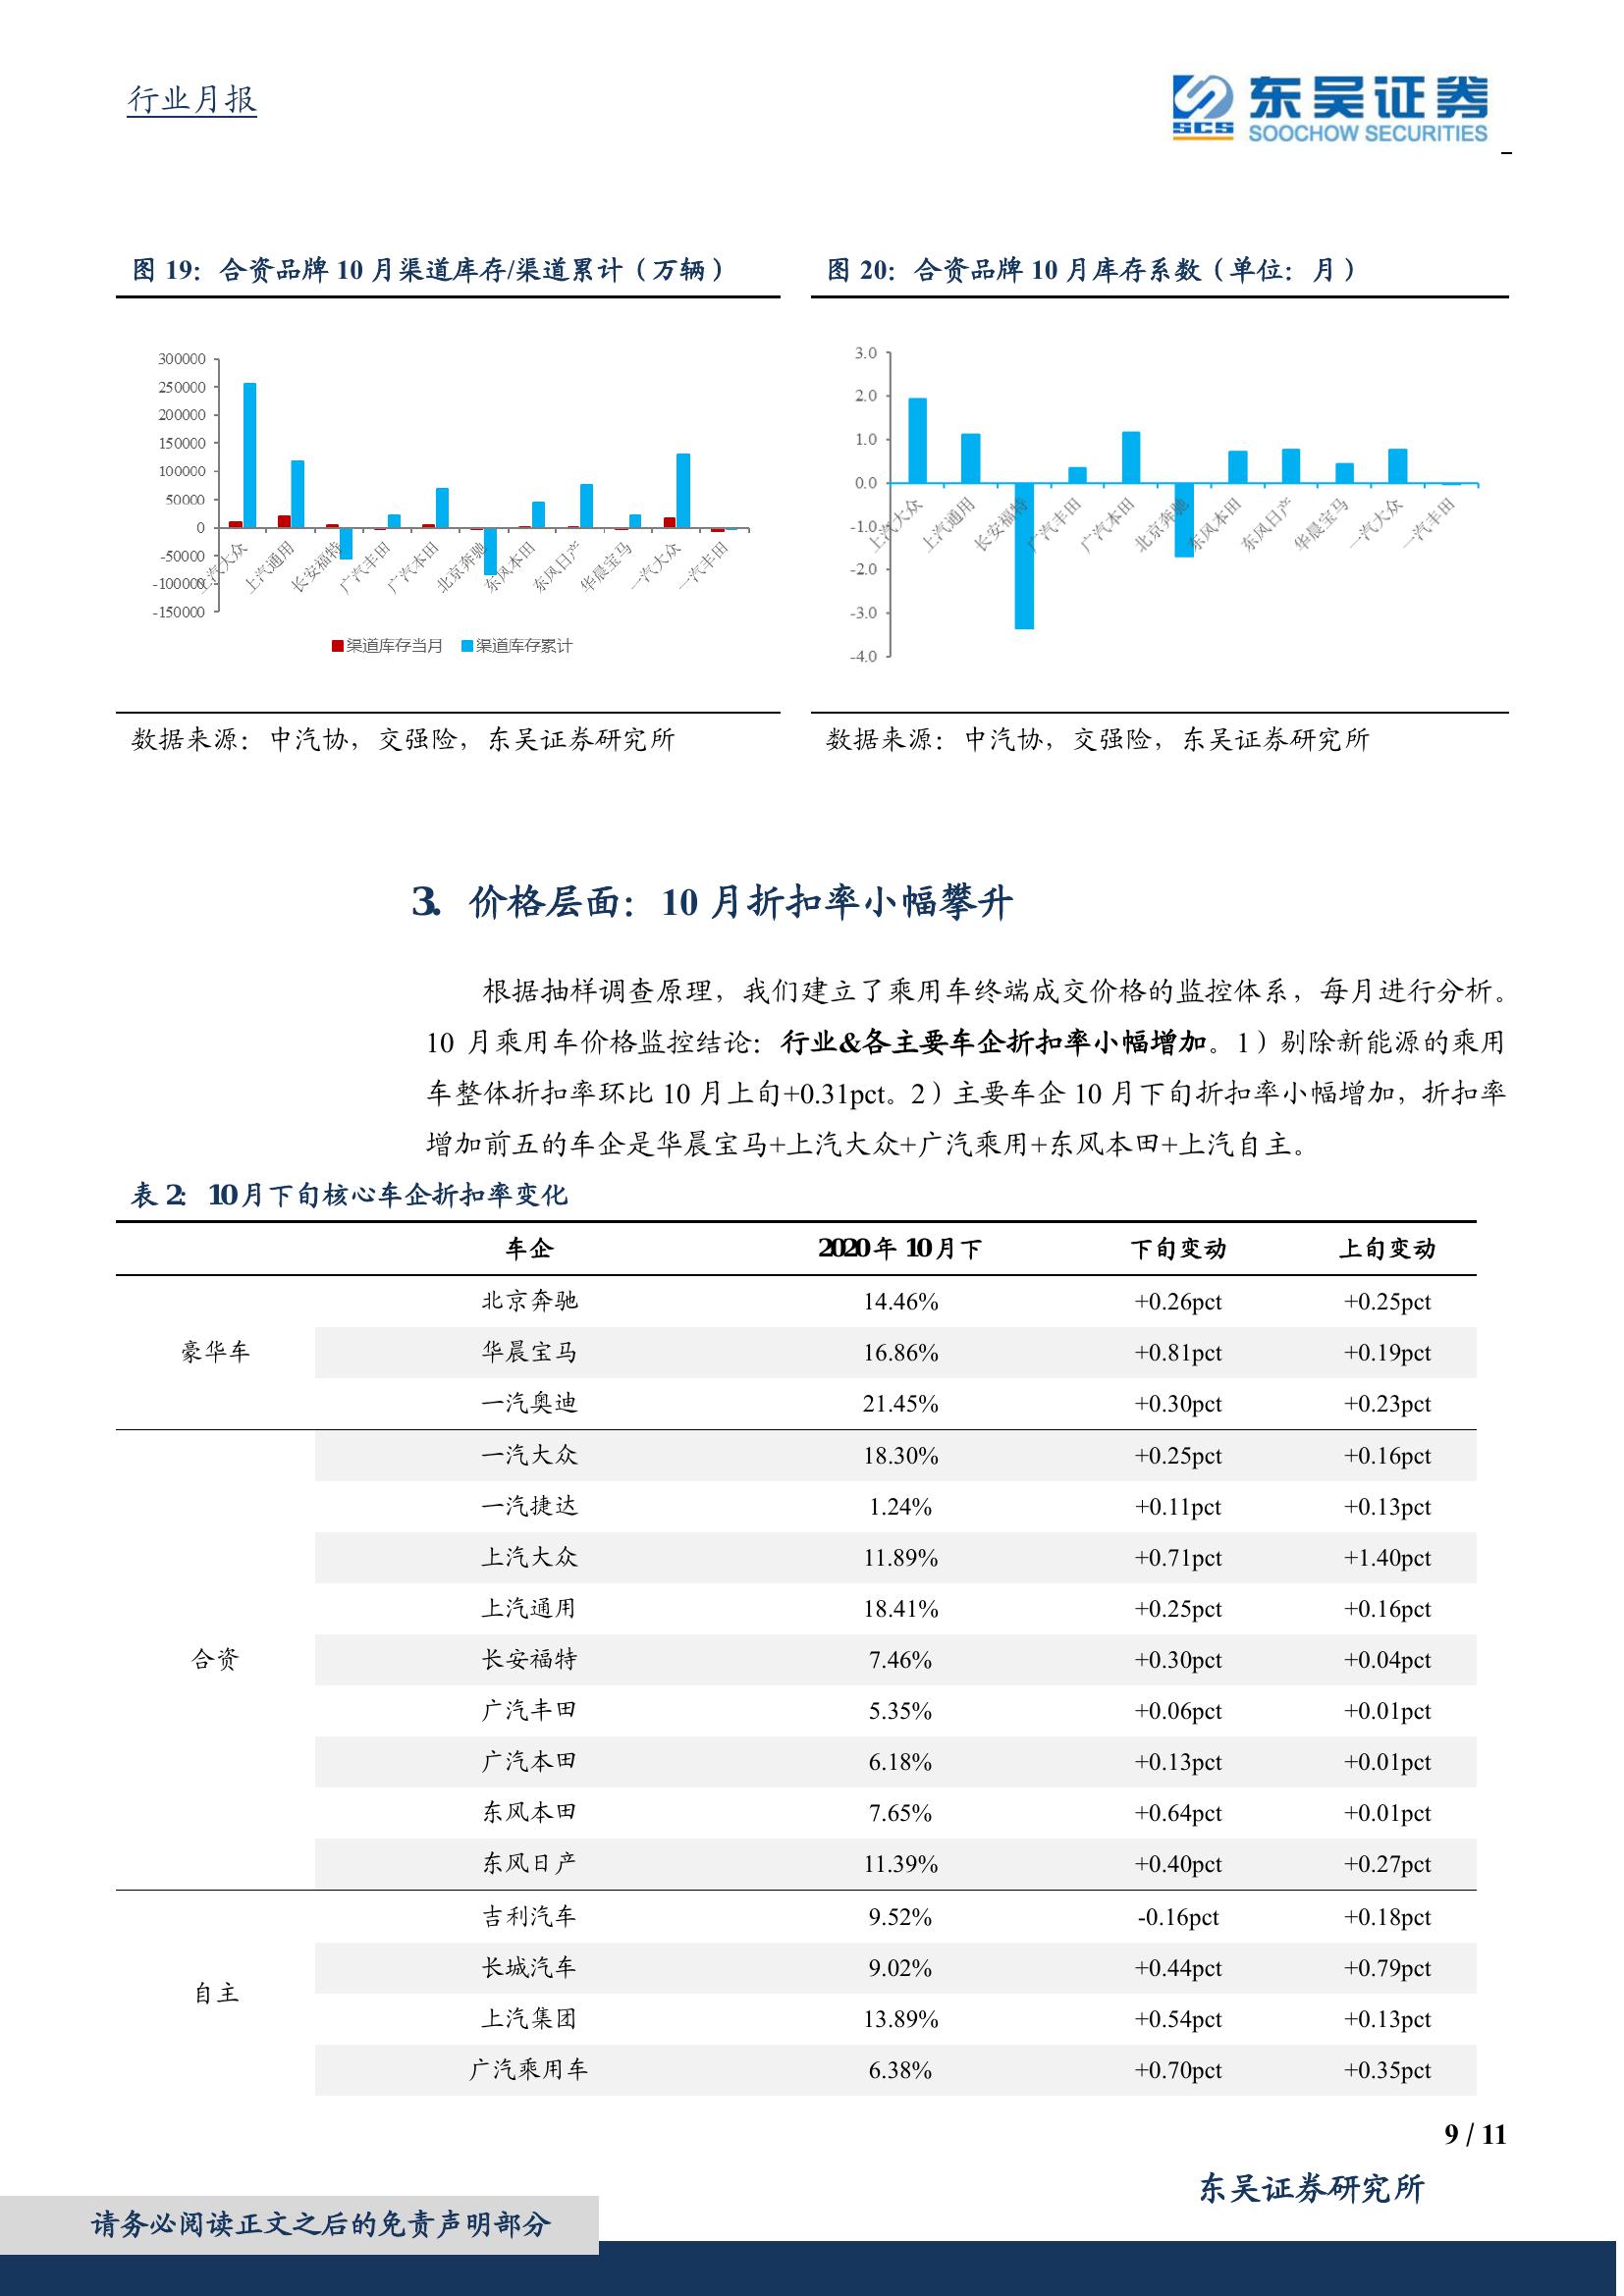 行业月报
SCS 东吴证券
SOOCHOW SECURITIES
图 19：合资品牌 10 月渠道库存/渠道累计（万辆）
300000
250000
200000
150000
100000
50000
0
-50000
-100000
-150000
上汽大众 上汽通用 长安福特 广汽丰田 广汽本田 北京奔驰 东风本田 东风日产 华晨宝马 一汽大众 一汽丰田
渠道库存当月 渠道库存累计
数据来源：中汽协，交强险，东吴证券研究所
图 20：合资品牌 10 月库存系数（单位：月）
3.0
2.0
1.0
0.0
-1.0
-2.0
-3.0
-4.0
上汽大众 上汽通用 长安福特 广汽丰田 广汽本田 北京奔驰 东风本田 东风日产 华晨宝马 一汽大众 一汽丰田
数据来源：中汽协，交强险，东吴证券研究所
3. 价格层面：10 月折扣率小幅攀升
根据抽样调查原理，我们建立了乘用车终端成交价格的监控体系，每月进行分析。
10 月乘用车价格监控结论：行业&各主要车企折扣率小幅增加。1）剔除新能源的乘用
车整体折扣率环比 10 月上旬+0.31pct。2）主要车企 10 月下旬折扣率小幅增加，折扣率
增加前五的车企是华晨宝马+上汽大众+广汽乘用+东风本田+上汽自主。
表 2：10 月下旬核心车企折扣率变化
车企 2020 年 10 月下 下旬变动 上旬变动
豪华车
北京奔驰 14.46% +0.26pct +0.25pct
华晨宝马 16.86% +0.81pct +0.19pct
一汽奥迪 21.45% +0.30pct +0.23pct
合资
一汽大众 18.30% +0.25pct +0.16pct
一汽捷达 1.24% +0.11pct +0.13pct
上汽大众 11.89% +0.71pct +1.40pct
上汽通用 18.41% +0.25pct +0.16pct
长安福特 7.46% +0.30pct +0.04pct
广汽丰田 5.35% +0.06pct +0.01pct
广汽本田 6.18% +0.13pct +0.01pct
东风本田 7.65% +0.64pct +0.01pct
东风日产 11.39% +0.40pct +0.27pct
自主
吉利汽车 9.52% -0.16pct +0.18pct
长城汽车 9.02% +0.44pct +0.79pct
上汽集团 13.89% +0.54pct +0.13pct
广汽乘用车 6.38% +0.70pct +0.35pct
9 / 11
东吴证券研究所
请务必阅读正文之后的免责声明部分